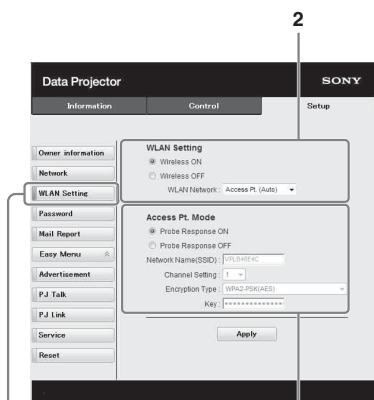 2
Data Projector
SONY
Information
Control
Setup
Owner information
Network
WLAN Setting
Password
Mail Report
Easy Menu
Advertisement
PJ Talk
PJ Link
Service
Reset
WLAN Setting
Wireless ON
Wireless OFF
WLAN Network : Access Pt. (Auto)
Access Pt. Mode
Probe Response ON
Probe Response OFF
Network Name(SSID) :
Channel Setting : 1
Encryption Type : WPA2-PSK(AES)
Key : **************
Apply